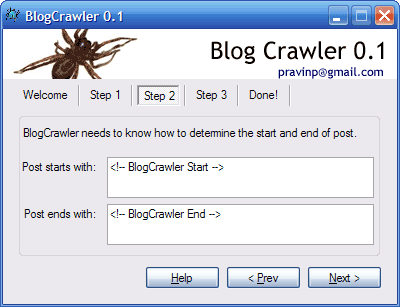 BlogCrawler 0.1
Blog Crawler 0.1
pravinp@gmail.com
Welcome Step 1 Step 2 Step 3 Done!
BlogCrawler needs to know how to detemine the start and end of post.
Post starts with: <!-- BlogCrawler Start -->
Post ends with: <!-- BlogCrawler End -->
Help < Prev Next >